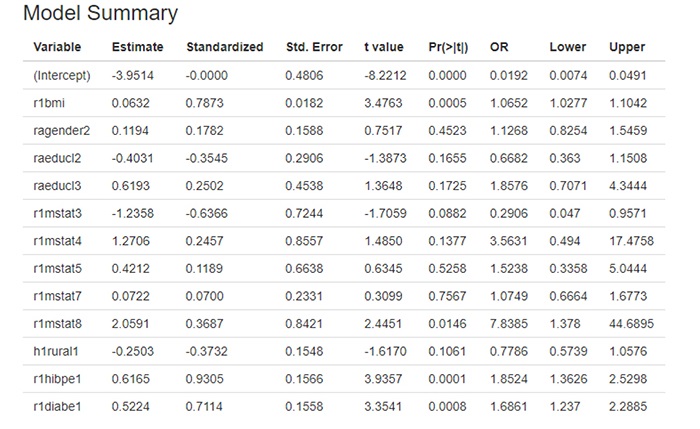 Model Summary
Variable Estimate Standardized Std. Error t value Pr(>|t|) OR Lower Upper
(Intercept) -3.9514 -0.0000 0.4806 -8.2212 0.0000 0.0192 0.0074 0.0491
r1bmi 0.0632 0.7873 0.0182 3.4763 0.0005 1.0652 1.0277 1.1042
ragender2 0.1194 0.1782 0.1588 0.7517 0.4523 1.1268 0.8254 1.5459
raeducl2 -0.4031 -0.3545 0.2906 -1.3873 0.1655 0.6682 0.363 1.1508
raeducl3 0.6193 0.2502 0.4538 1.3648 0.1725 1.8576 0.7071 4.3444
r1mstat3 -1.2358 -0.6366 0.7244 -1.7059 0.0882 0.2906 0.047 0.9571
r1mstat4 1.2706 0.2457 0.8557 1.4850 0.1377 3.5631 0.494 17.4758
r1mstat5 0.4212 0.1189 0.6638 0.6345 0.5258 1.5238 0.3358 5.0444
r1mstat7 0.0722 0.0700 0.2331 0.3099 0.7567 1.0749 0.6664 1.6773
r1mstat8 2.0591 0.3687 0.8421 2.4451 0.0146 7.8385 1.378 44.6895
h1rural1 -0.2503 -0.3732 0.1548 -1.6170 0.1061 0.7786 0.5739 1.0576
r1hibpe1 0.6165 0.9305 0.1566 3.9357 0.0001 1.8524 1.3626 2.5298
r1diabe1 0.5224 0.7114 0.1558 3.3541 0.0008 1.6861 1.237 2.2885